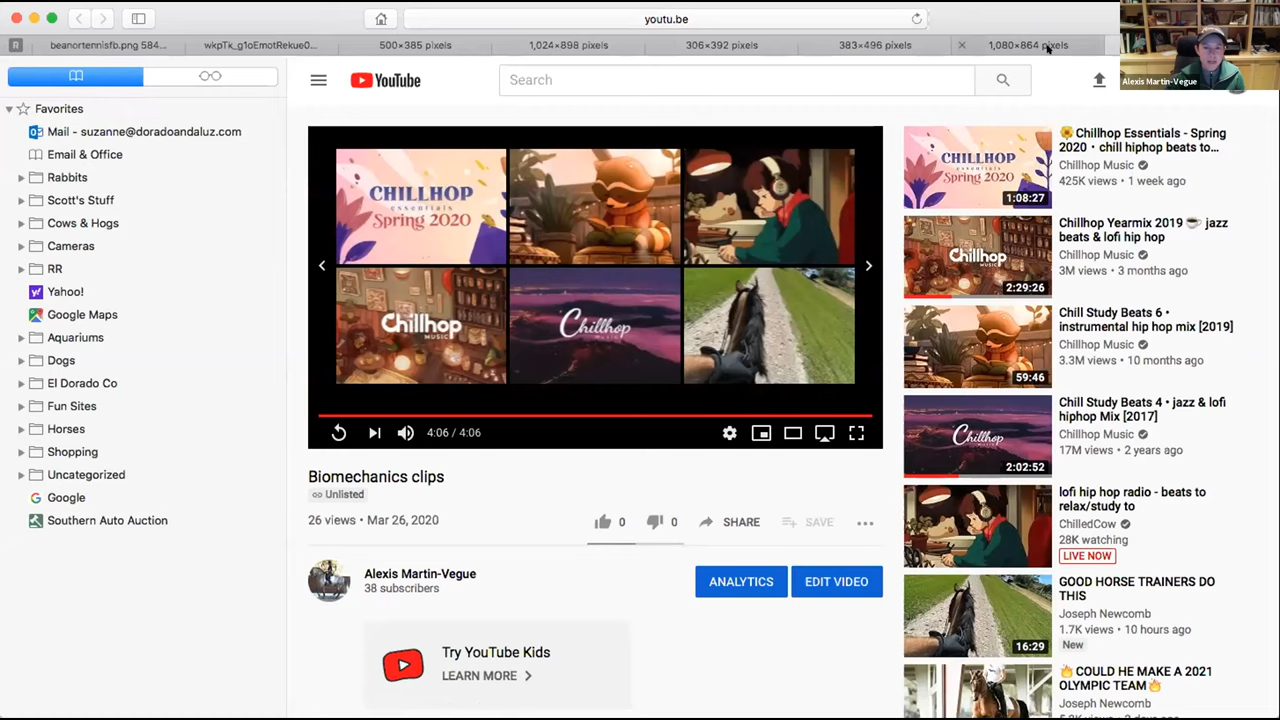 youtu.be
R
beanortennisfb.png 584...
wkpTk_g1oEmotRekue0...
500×385 pixels
1,024×898 pixels
306×392 pixels
383×496 pixels
1,080×864 pixels
Alexis Martin-Vegue
Favorites
Mail - suzanne@doradoandaluz.com
Email & Office
Rabbits
Scott's Stuff
Cows & Hogs
Cameras
RR
Yahoo!
Google Maps
Aquariums
Dogs
El Dorado Co
Fun Sites
Horses
Shopping
Uncategorized
Google
Southern Auto Auction
YouTube
Search
CHILLHOP
essentials
Spring 2020
Chillhop
MUSIC
Chillhop
MUSIC
4:06 / 4:06
Biomechanics clips
Unlisted
26 views • Mar 26, 2020
0
0
SHARE
SAVE
Alexis Martin-Vegue
38 subscribers
ANALYTICS
EDIT VIDEO
Try YouTube Kids
LEARN MORE
CHILLHOP
essentials
Spring 2020
1:08:27
🌻Chillhop Essentials - Spring
2020 • chill hiphop beats to...
Chillhop Music
425K views • 1 week ago
Chillhop
MUSIC
2:29:26
Chillhop Yearmix 2019 ☕ jazz
beats & lofi hip hop
Chillhop Music
3M views • 3 months ago
59:46
Chill Study Beats 6 •
instrumental hip hop mix [2019]
Chillhop Music
3.3M views • 10 months ago
Chillhop
MUSIC
2:02:52
Chill Study Beats 4 • jazz & lofi
hiphop Mix [2017]
Chillhop Music
17M views • 2 years ago
lofi hip hop radio - beats to
relax/study to
ChilledCow
28K watching
LIVE NOW
16:29
GOOD HORSE TRAINERS DO
THIS
Joseph Newcomb
1.7K views • 10 hours ago
New
🔥COULD HE MAKE A 2021
OLYMPIC TEAM🔥
Joseph Newcomb